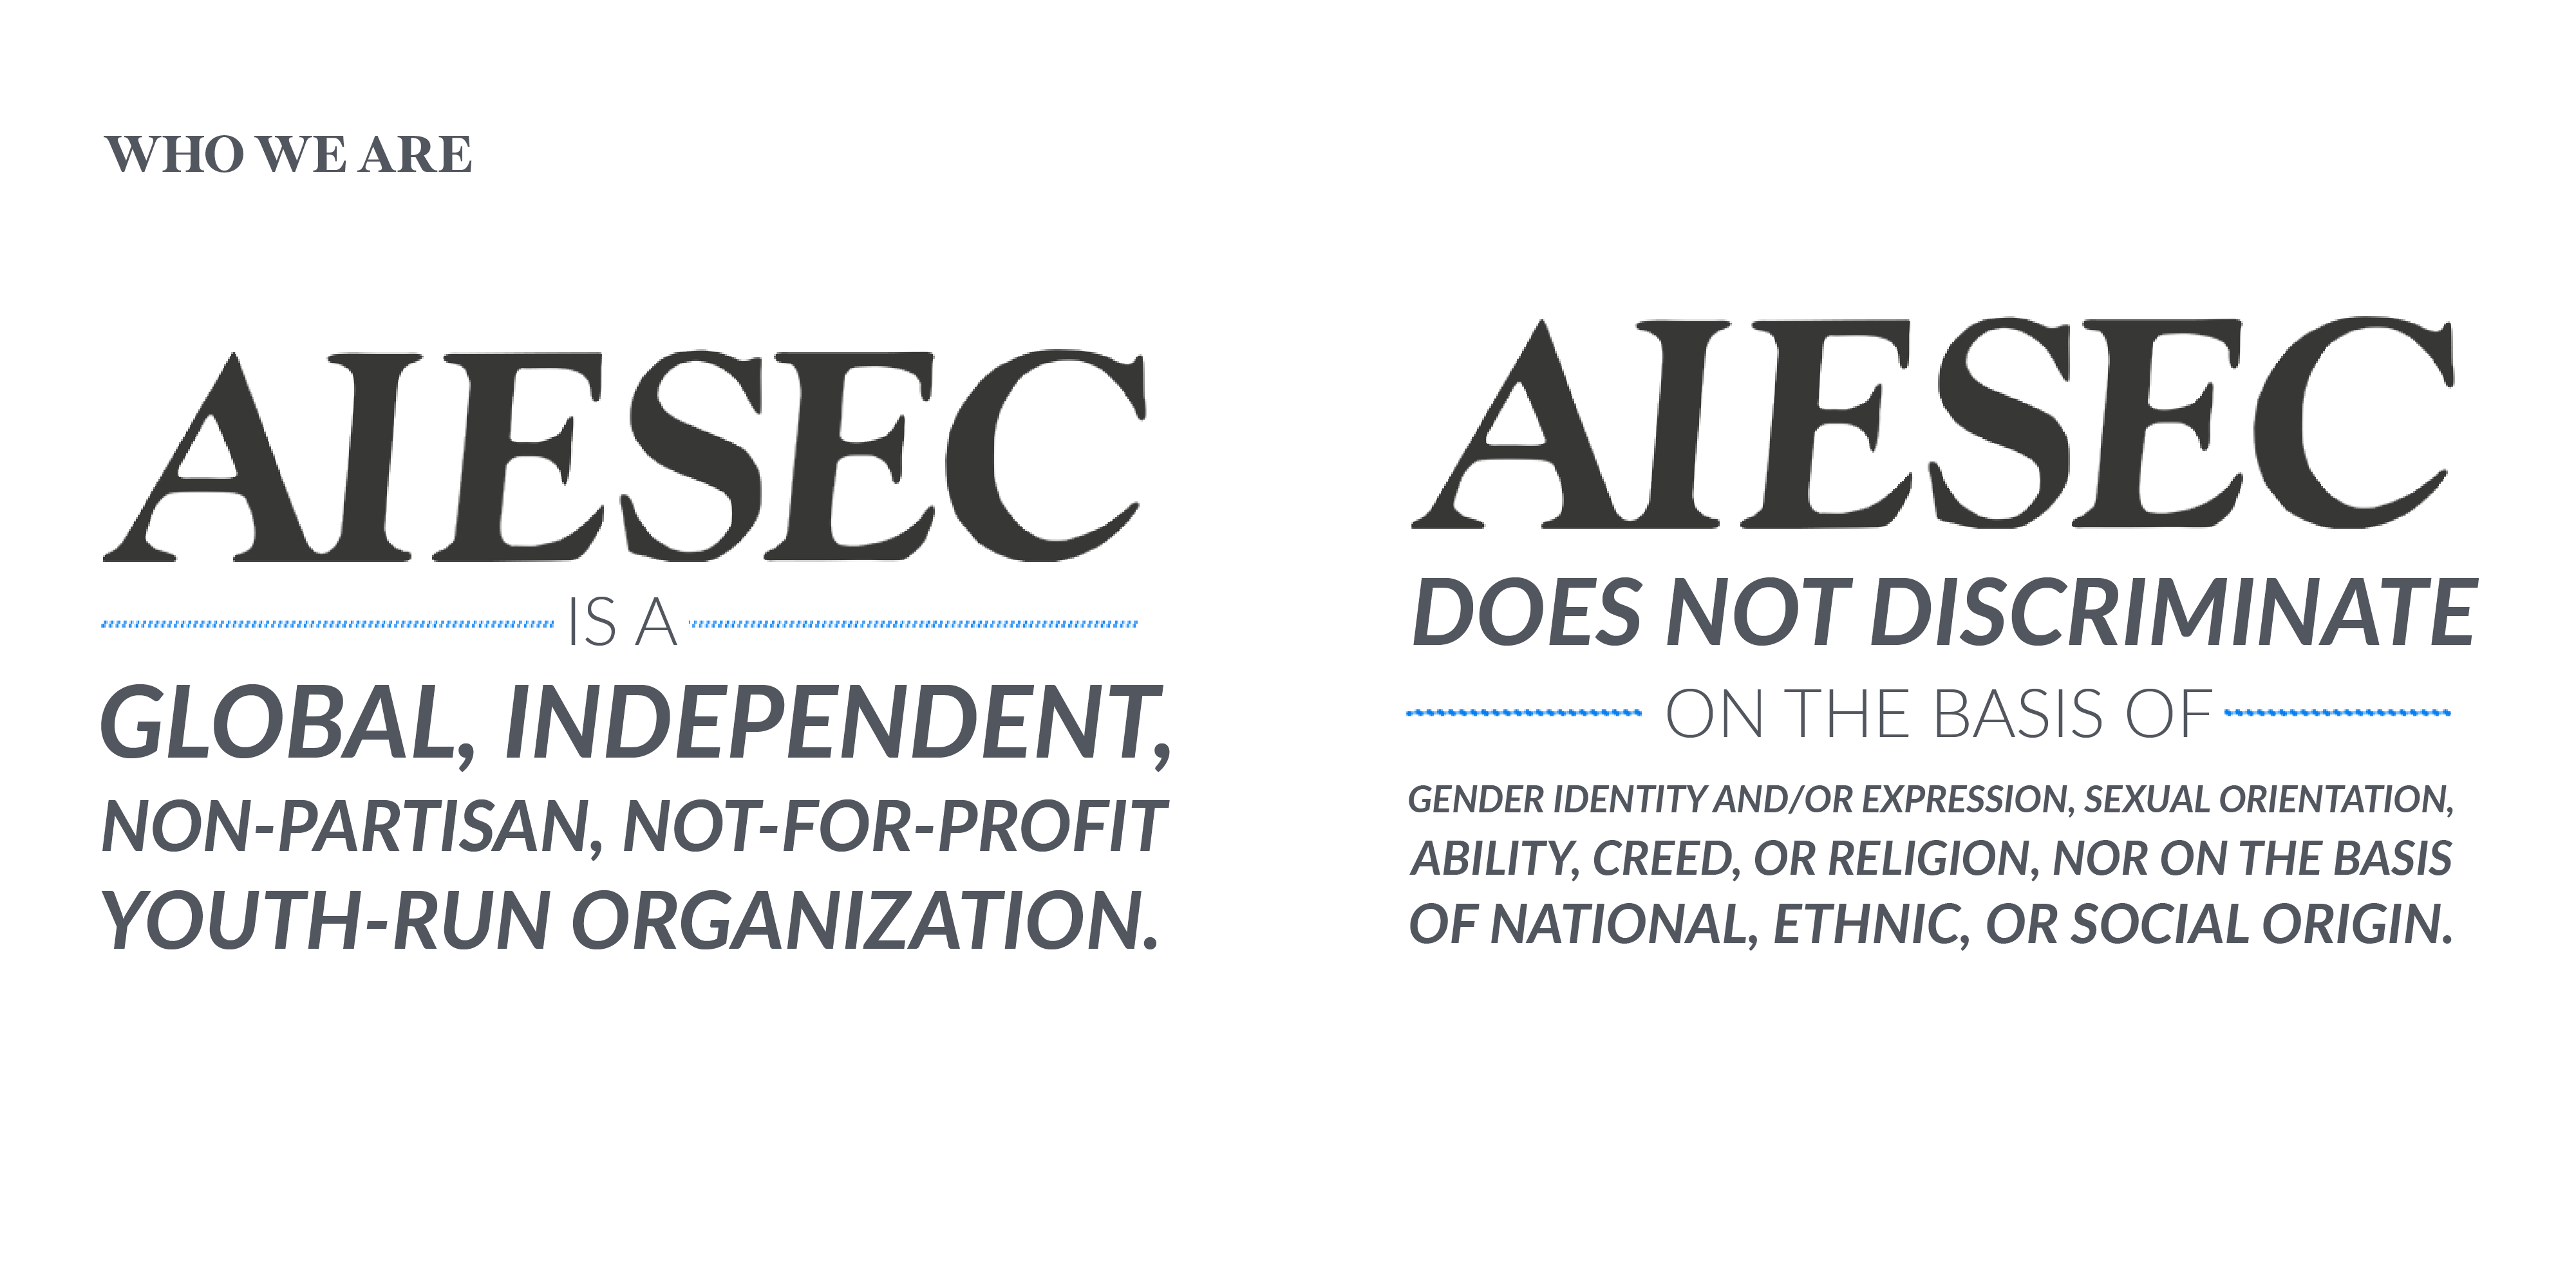 WHO WE ARE
AIESEC
IS A
GLOBAL, INDEPENDENT,
NON-PARTISAN, NOT-FOR-PROFIT
YOUTH-RUN ORGANIZATION.
AIESEC
DOES NOT DISCRIMINATE
ON THE BASIS OF
GENDER IDENTITY AND/OR EXPRESSION, SEXUAL ORIENTATION,
ABILITY, CREED, OR RELIGION, NOR ON THE BASIS
OF NATIONAL, ETHNIC, OR SOCIAL ORIGIN.